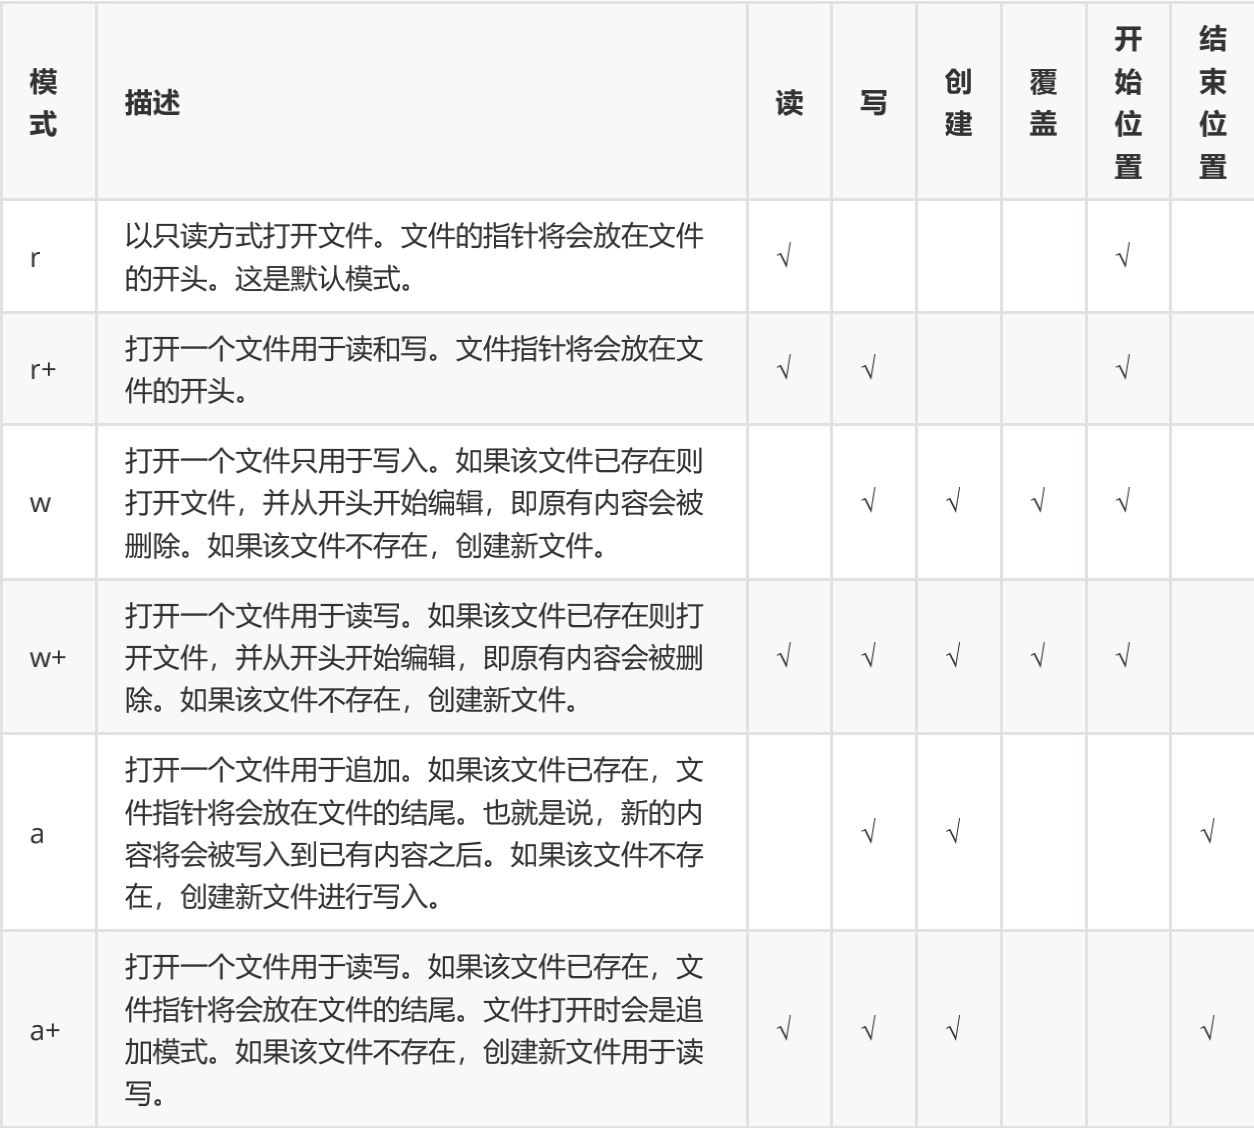 模式 描述 读 写 创建 覆盖 开始位置 结束位置
r
以只读方式打开文件。文件的指针将会放在文件
的开头。这是默认模式。
√ √
r+
打开一个文件用于读和写。文件指针将会放在文
件的开头。
√ √ √
w
打开一个文件只用于写入。如果该文件已存在则
打开文件，并从开头开始编辑，即原有内容会被
删除。如果该文件不存在，创建新文件。
√ √ √ √
w+
打开一个文件用于读写。如果该文件已存在则打
开文件，并从开头开始编辑，即原有内容会被删
除。如果该文件不存在，创建新文件。
√ √ √ √ √
a
打开一个文件用于追加。如果该文件已存在，文
件指针将会放在文件的结尾。也就是说，新的内
容将会被写入到已有内容之后。如果该文件不存
在，创建新文件进行写入。
√ √ √
a+
打开一个文件用于读写。如果该文件已存在，文
件指针将会放在文件的结尾。文件打开时会是追
加模式。如果该文件不存在，创建新文件用于读
写。
√ √ √ √